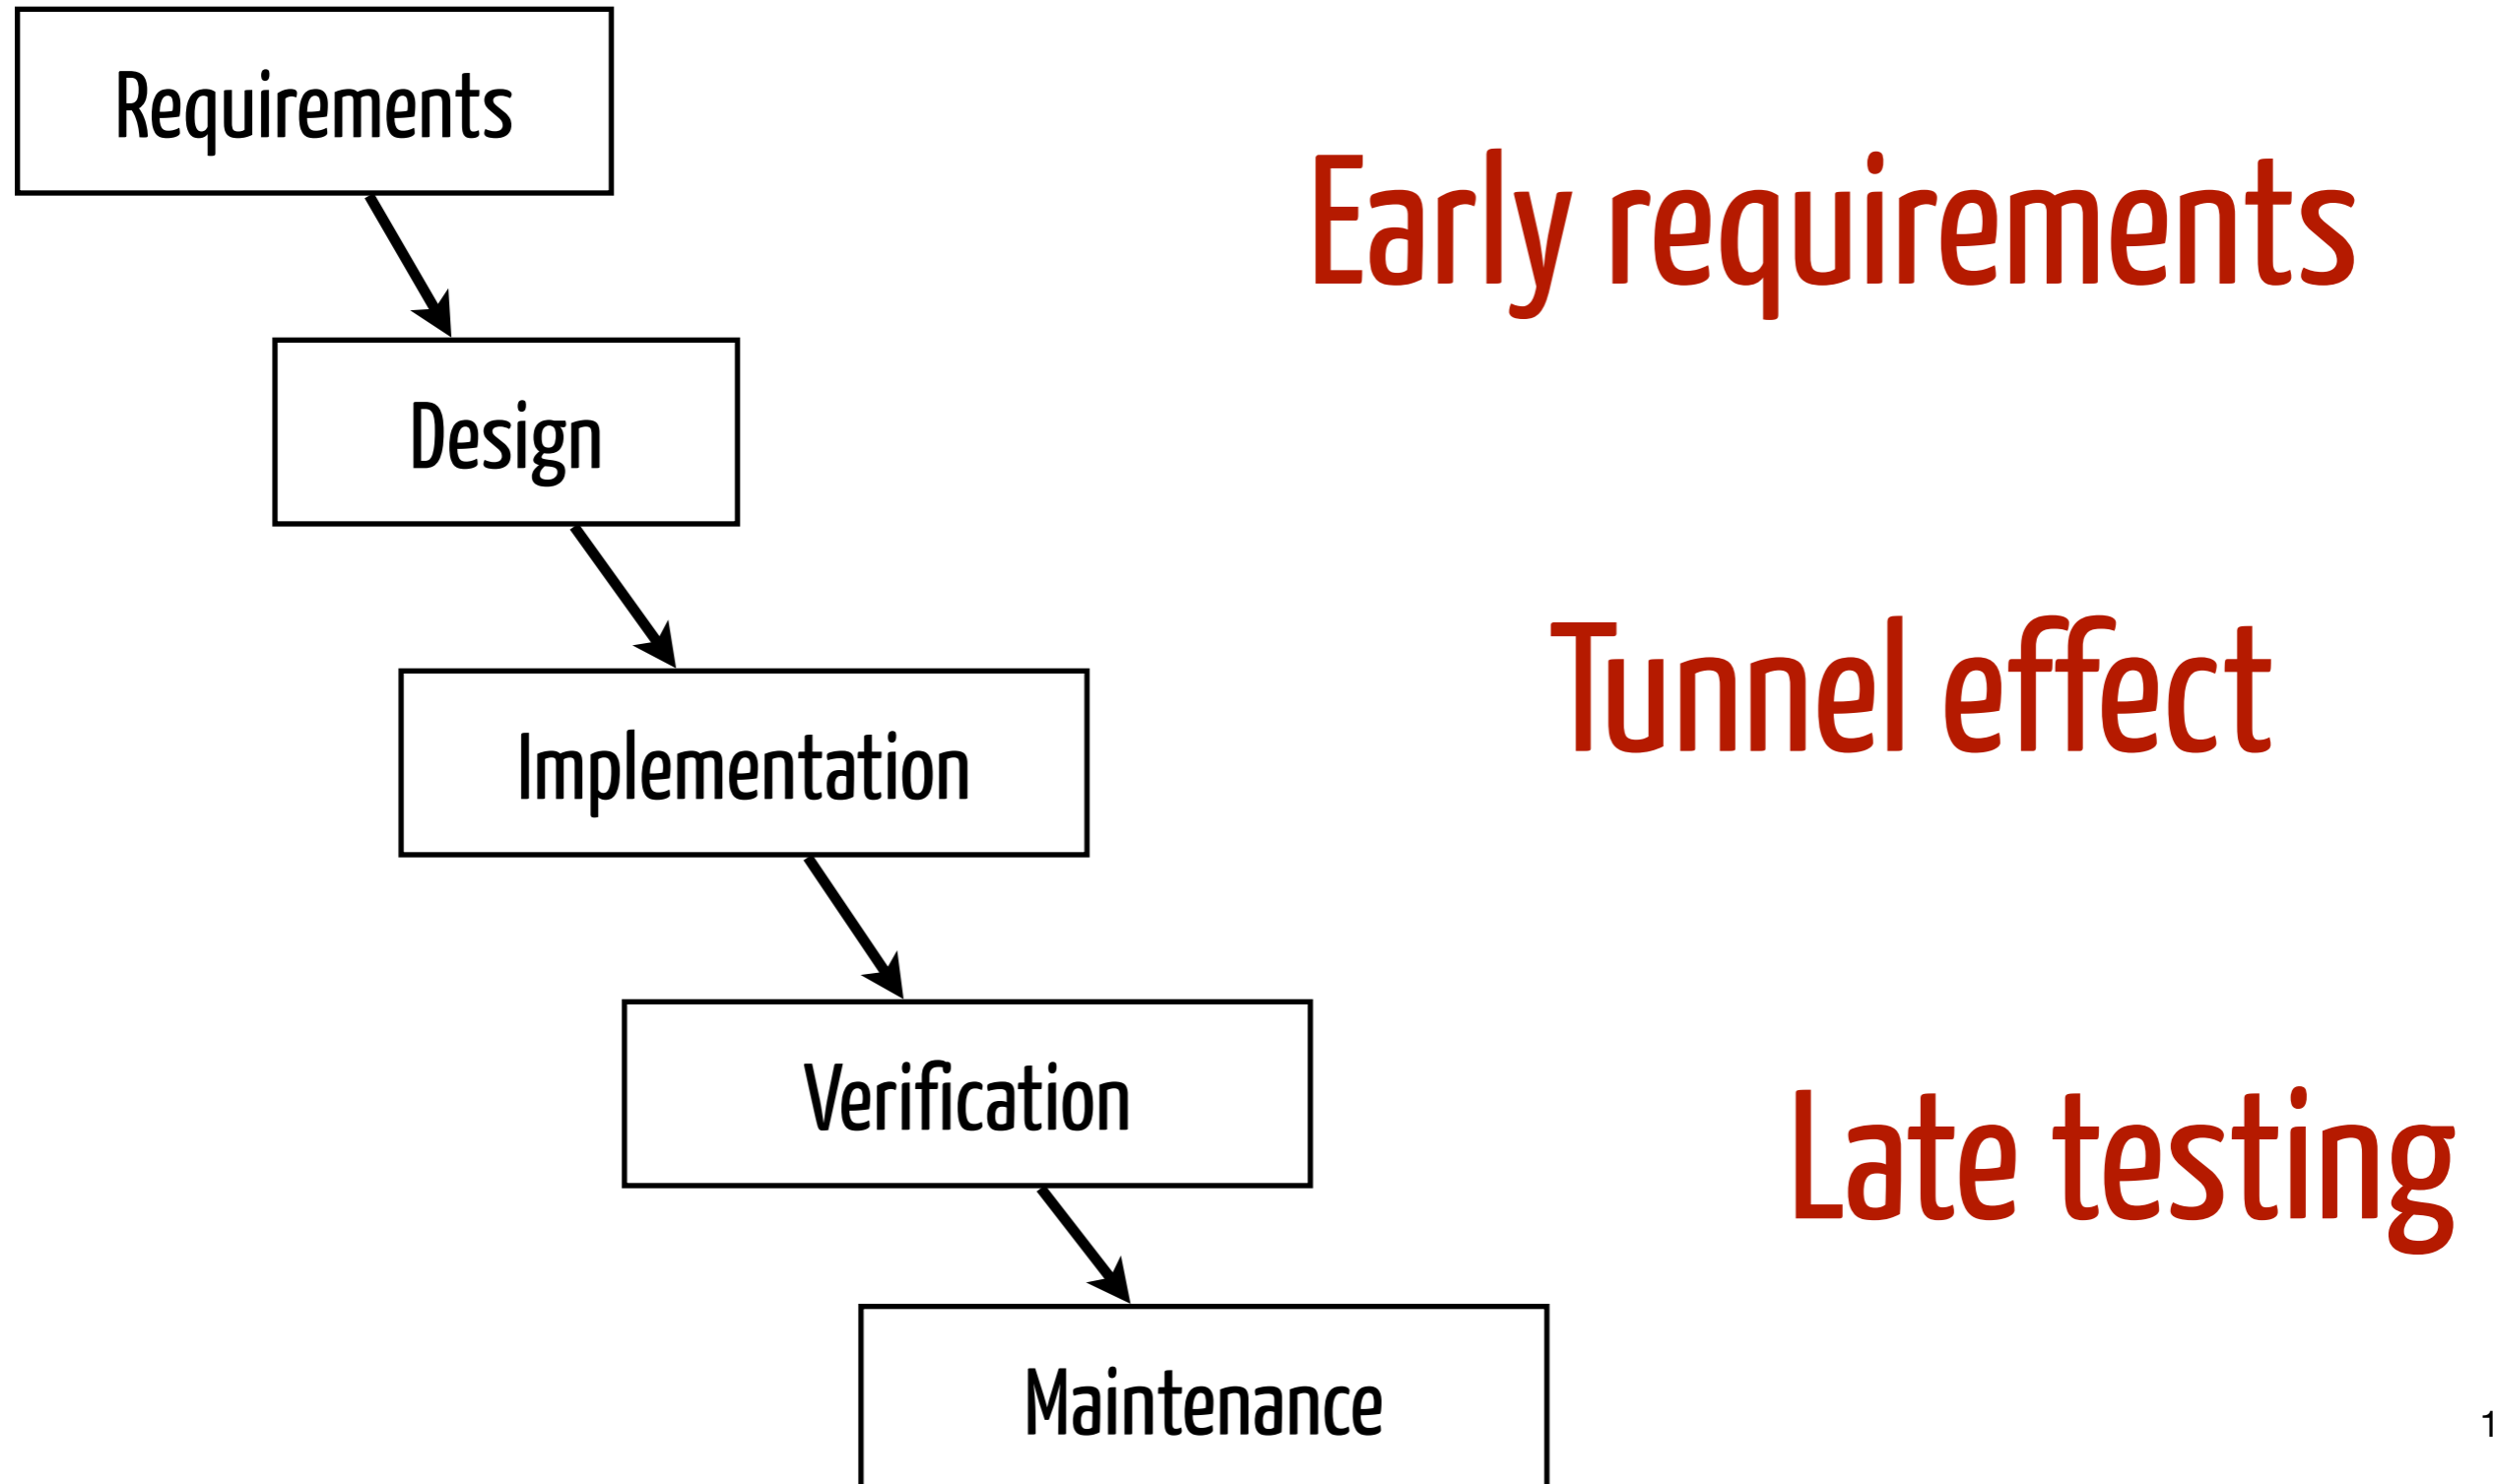 Requirements
Early requirements
Design
Tunnel effect
Implementation
Verification
Late testing
Maintenance
1